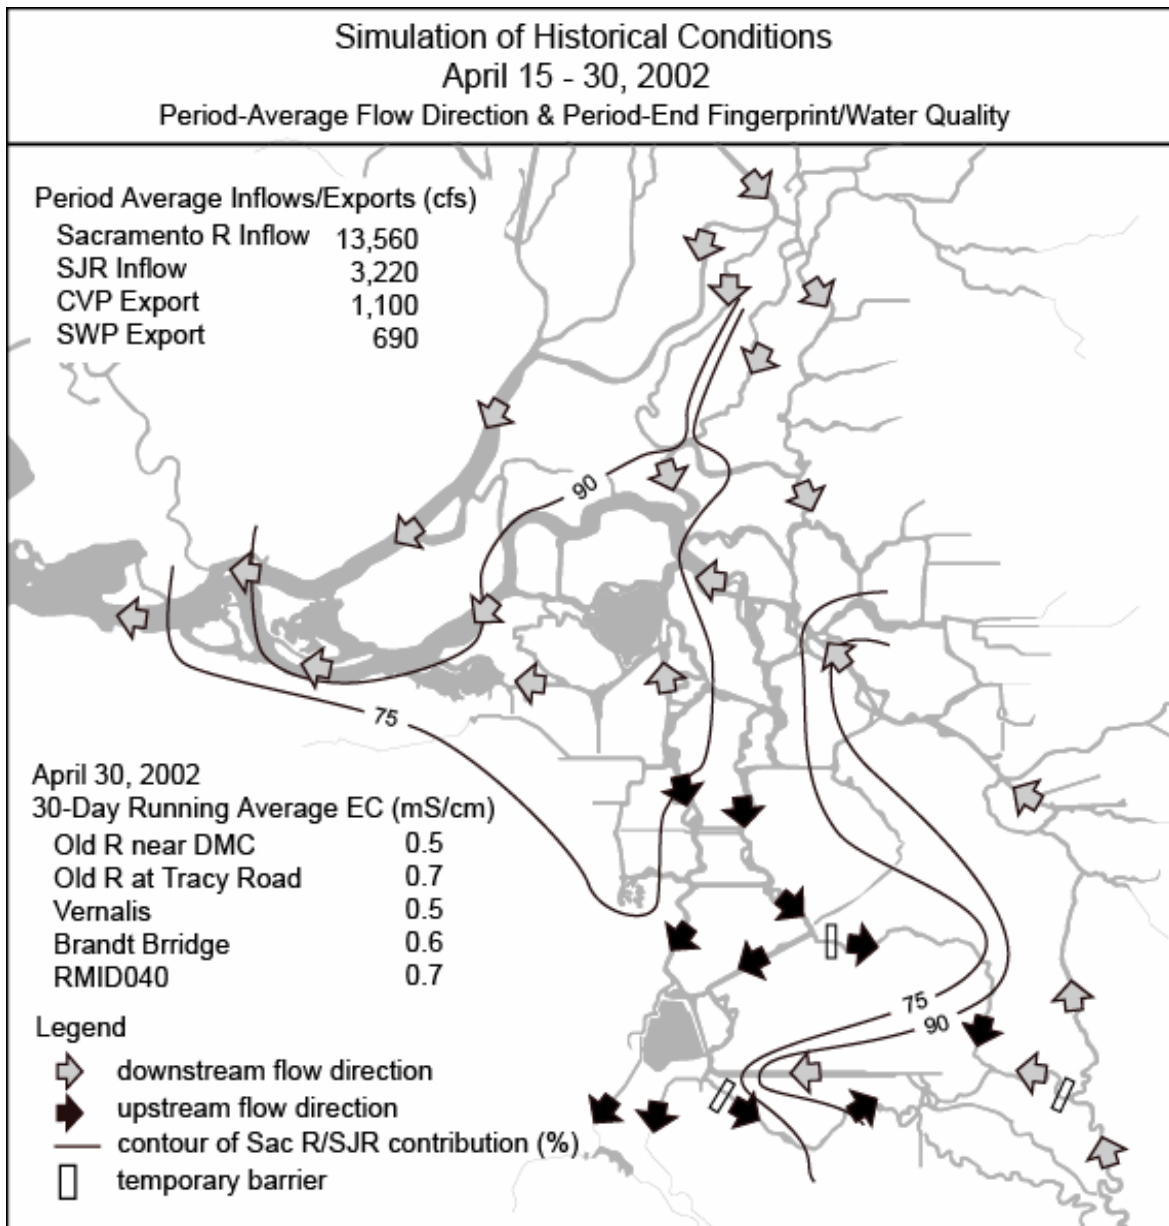 Simulation of Historical Conditions
April 15 - 30, 2002
Period-Average Flow Direction & Period-End Fingerprint/Water Quality
Period Average Inflows/Exports (cfs)
Sacramento R Inflow 13,560
SJR Inflow 3,220
CVP Export 1,100
SWP Export 690
90
75
April 30, 2002
30-Day Running Average EC (mS/cm)
Old R near DMC 0.5
Old R at Tracy Road 0.7
Vernalis 0.5
Brandt Brridge 0.6
RMID040 0.7
75
90
Legend
downstream flow direction
upstream flow direction
contour of Sac R/SJR contribution (%)
temporary barrier